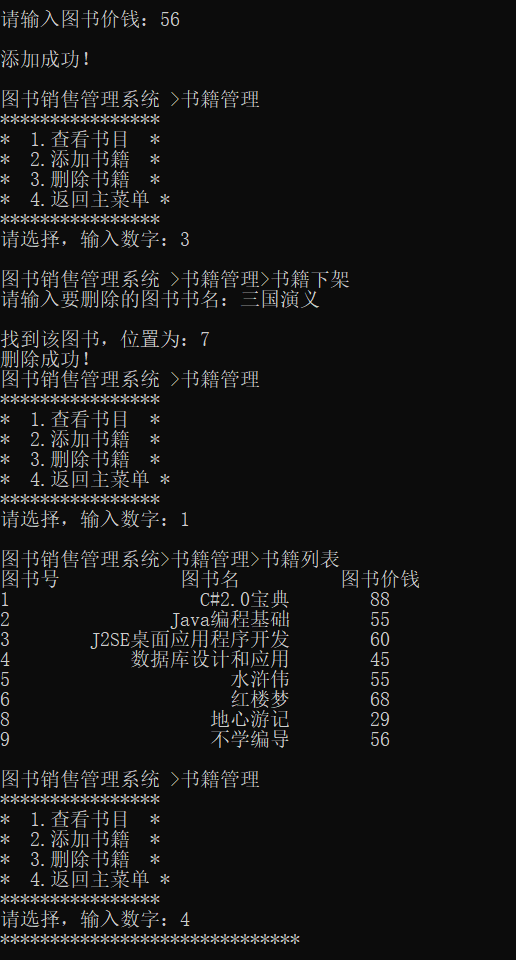 请输入图书价钱：56
添加成功！
图书销售管理系统 >书籍管理
****************
*  1.查看书目  *
*  2.添加书籍  *
*  3.删除书籍  *
*  4.返回主菜单 *
****************
请选择，输入数字：3
图书销售管理系统 >书籍管理>书籍下架
请输入要删除的图书书名：三国演义
找到该图书，位置为：7
删除成功！
图书销售管理系统 >书籍管理
****************
*  1.查看书目  *
*  2.添加书籍  *
*  3.删除书籍  *
*  4.返回主菜单 *
****************
请选择，输入数字：1
图书销售管理系统>书籍管理>书籍列表
图书号            图书名          图书价钱
1                   C#2.0宝典        88
2                Java编程基础        55
3        J2SE桌面应用程序开发        60
4            数据库设计和应用        45
5                      水浒伟        55
6                      红楼梦        68
8                    地心游记        29
9                    不学编导        56
图书销售管理系统 >书籍管理
****************
*  1.查看书目  *
*  2.添加书籍  *
*  3.删除书籍  *
*  4.返回主菜单 *
****************
请选择，输入数字：4
******************************